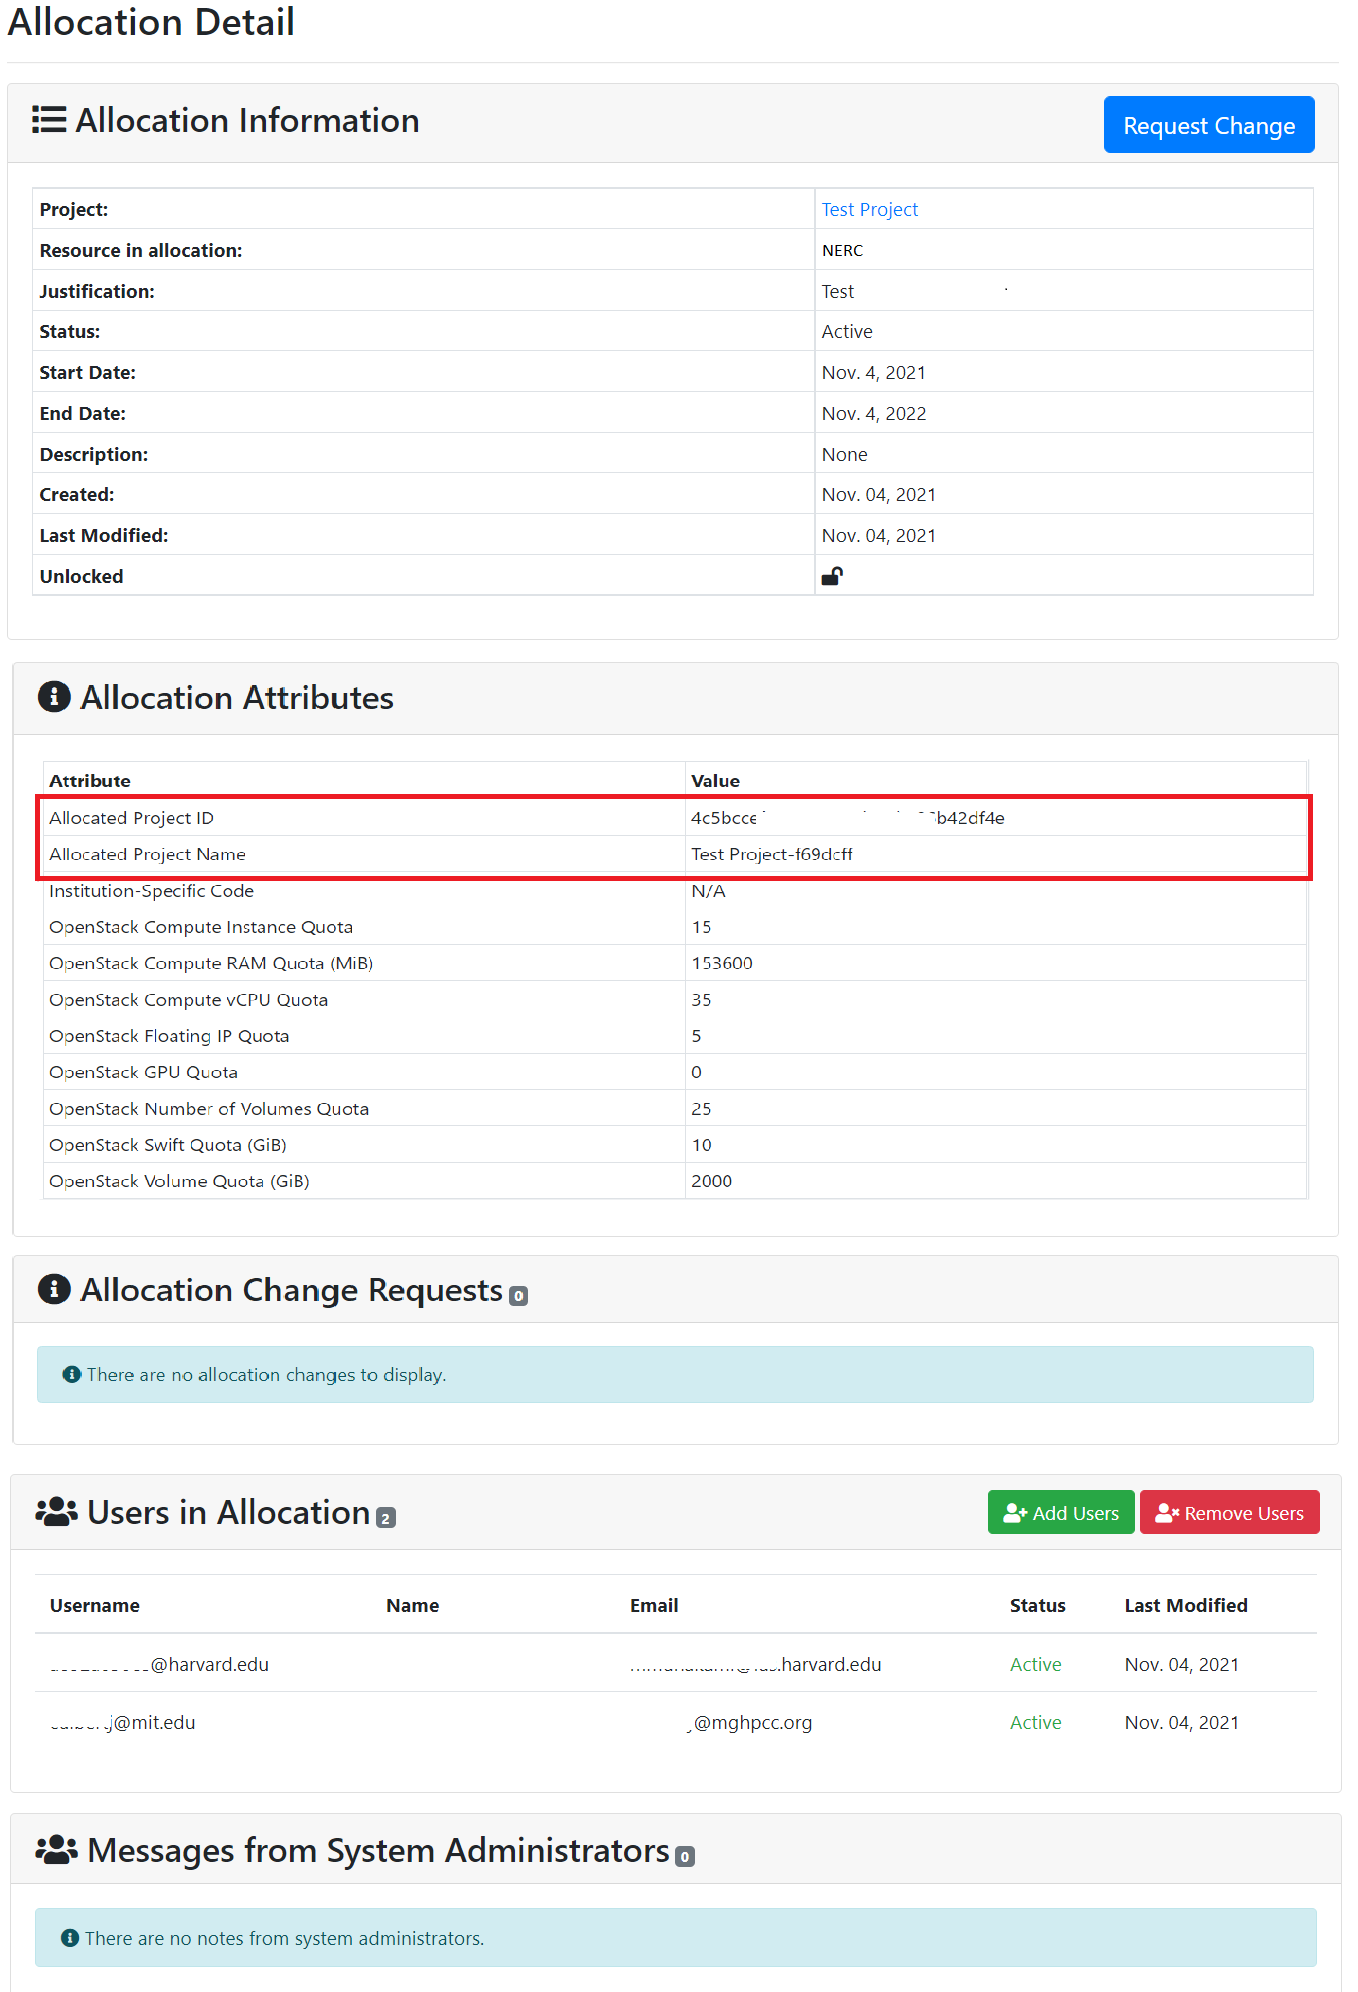 Allocation Detail
Allocation Information
Request Change
Project: Test Project
Resource in allocation: NERC
Justification: Test
Status: Active
Start Date: Nov. 4, 2021
End Date: Nov. 4, 2022
Description: None
Created: Nov. 04, 2021
Last Modified: Nov. 04, 2021
Unlocked
Allocation Attributes
Attribute Value
Allocated Project ID 4c5bcce b42df4e
Allocated Project Name Test Project-f69dcff
Institution-Specific Code N/A
OpenStack Compute Instance Quota 15
OpenStack Compute RAM Quota (MiB) 153600
OpenStack Compute vCPU Quota 35
OpenStack Floating IP Quota 5
OpenStack GPU Quota 0
OpenStack Number of Volumes Quota 25
OpenStack Swift Quota (GiB) 10
OpenStack Volume Quota (GiB) 2000
Allocation Change Requests 0
There are no allocation changes to display.
Users in Allocation 2
Add Users Remove Users
Username Name Email Status Last Modified
@harvard.edu .harvard.edu Active Nov. 04, 2021
@mit.edu @mghpcc.org Active Nov. 04, 2021
Messages from System Administrators 0
There are no notes from system administrators.